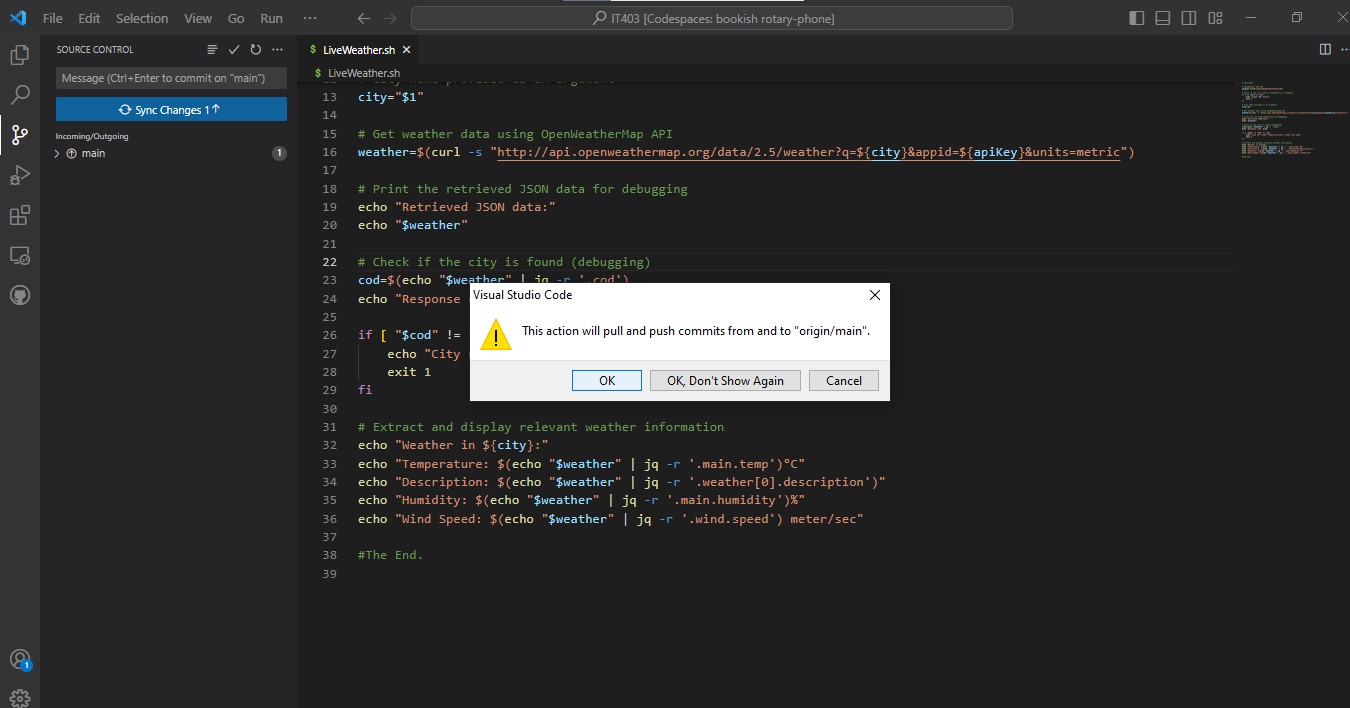 File Edit Selection View Go Run ···
IT403 [Codespaces: bookish rotary-phone]
SOURCE CONTROL
Message (Ctrl+Enter to commit on "main")
Sync Changes 1↑
Incoming/Outgoing
main 1
$ LiveWeather.sh
$ LiveWeather.sh
13 city="$1"
14
15 # Get weather data using OpenWeatherMap API
16 weather=$(curl -s "http://api.openweathermap.org/data/2.5/weather?q=${city}&appid=${apiKey}&units=metric")
17
18 # Print the retrieved JSON data for debugging
19 echo "Retrieved JSON data:"
20 echo "$weather"
21
22 # Check if the city is found (debugging)
23 cod=$(echo "$weather" | jq -r '.cod')
24 echo "Response
25
26 if [ "$cod" !=
27 echo "City
28 exit 1
29 fi
30
31 # Extract and display relevant weather information
32 echo "Weather in ${city}:"
33 echo "Temperature: $(echo "$weather" | jq -r '.main.temp')°C"
34 echo "Description: $(echo "$weather" | jq -r '.weather[0].description')"
35 echo "Humidity: $(echo "$weather" | jq -r '.main.humidity')%"
36 echo "Wind Speed: $(echo "$weather" | jq -r '.wind.speed') meter/sec"
37
38 #The End.
39
Visual Studio Code
This action will pull and push commits from and to "origin/main".
OK
OK, Don't Show Again
Cancel
1